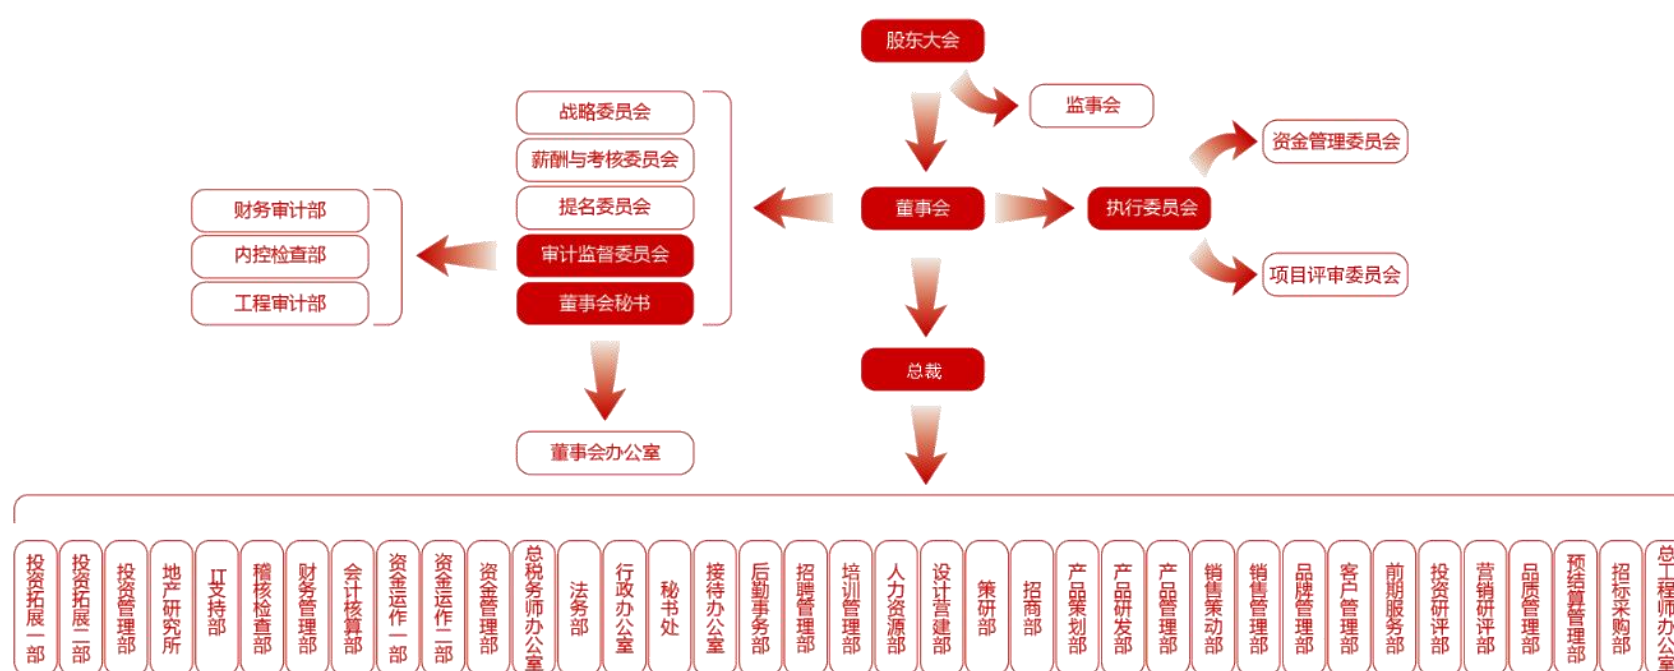 股东大会
监事会
战略委员会
薪酬与考核委员会
提名委员会
审计监督委员会
董事会秘书
财务审计部
内控检查部
工程审计部
董事会
执行委员会
资金管理委员会
项目评审委员会
总裁
董事会办公室
投资拓展一部
投资拓展二部
投资管理部
地产研究所
IT支持部
稽核检查部
财务管理部
会计核算部
资金运作一部
资金运作二部
资金管理部
总税务师办公室
法务部
行政办公室
秘书处
接待办公室
后勤事务部
招聘管理部
培训管理部
人力资源部
设计营建部
策研部
招商部
产品策划部
产品研发部
产品管理部
销售策动部
销售管理部
品牌管理部
客户管理部
前期服务部
投资研评部
营销研评部
品质管理部
预结算管理部
招标采购部
总工程师办公室